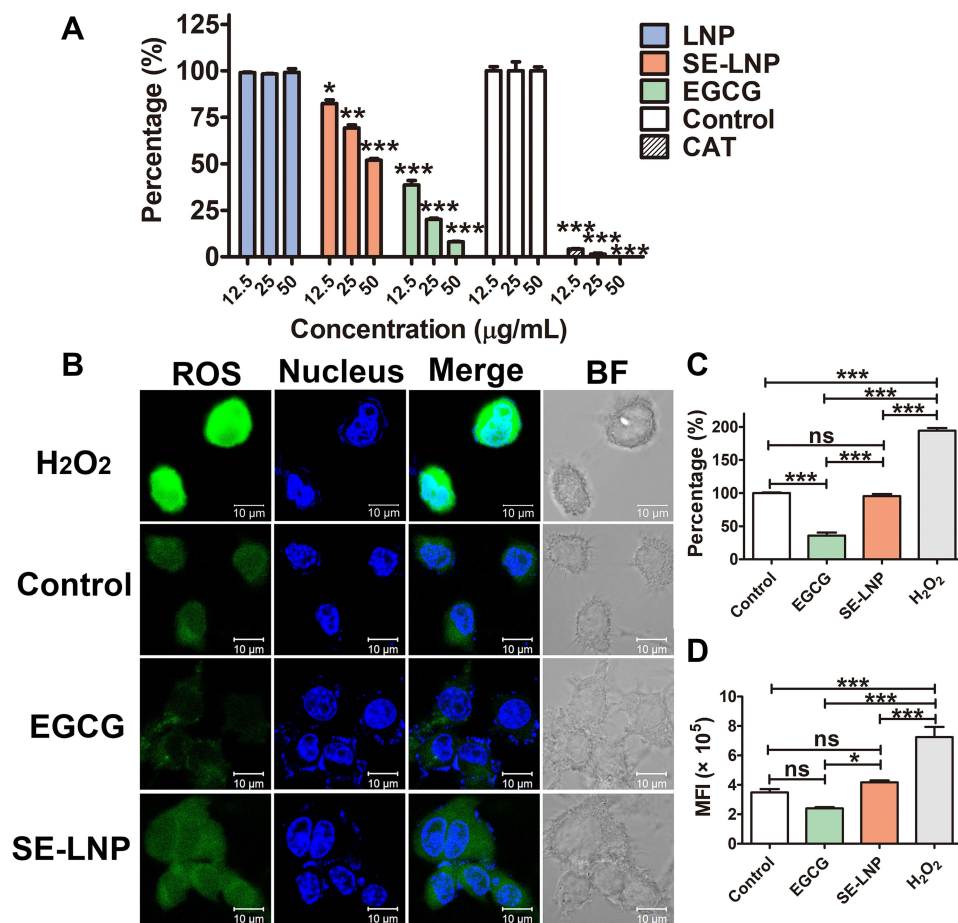 A
Percentage (%)
125
100
75
50
25
0
*
**
***
***
***
***
***
***
***
12.5
25
50
12.5
25
50
12.5
25
50
12.5
25
50
12.5
25
50
Concentration (μg/mL)
LNP
SE-LNP
EGCG
Control
CAT
B
ROS
Nucleus
Merge
BF
H2O2
10 μm
10 μm
10 μm
10 μm
Control
10 μm
10 μm
10 μm
10 μm
EGCG
10 μm
10 μm
10 μm
10 μm
SE-LNP
10 μm
10 μm
10 μm
10 μm
C
Percentage (%)
200
150
100
50
0
***
***
***
ns
***
***
Control
EGCG
SE-LNP
H₂O₂
D
MFI (× 10⁵)
10
8
6
4
2
0
***
***
***
ns
*
ns
Control
EGCG
SE-LNP
H₂O₂